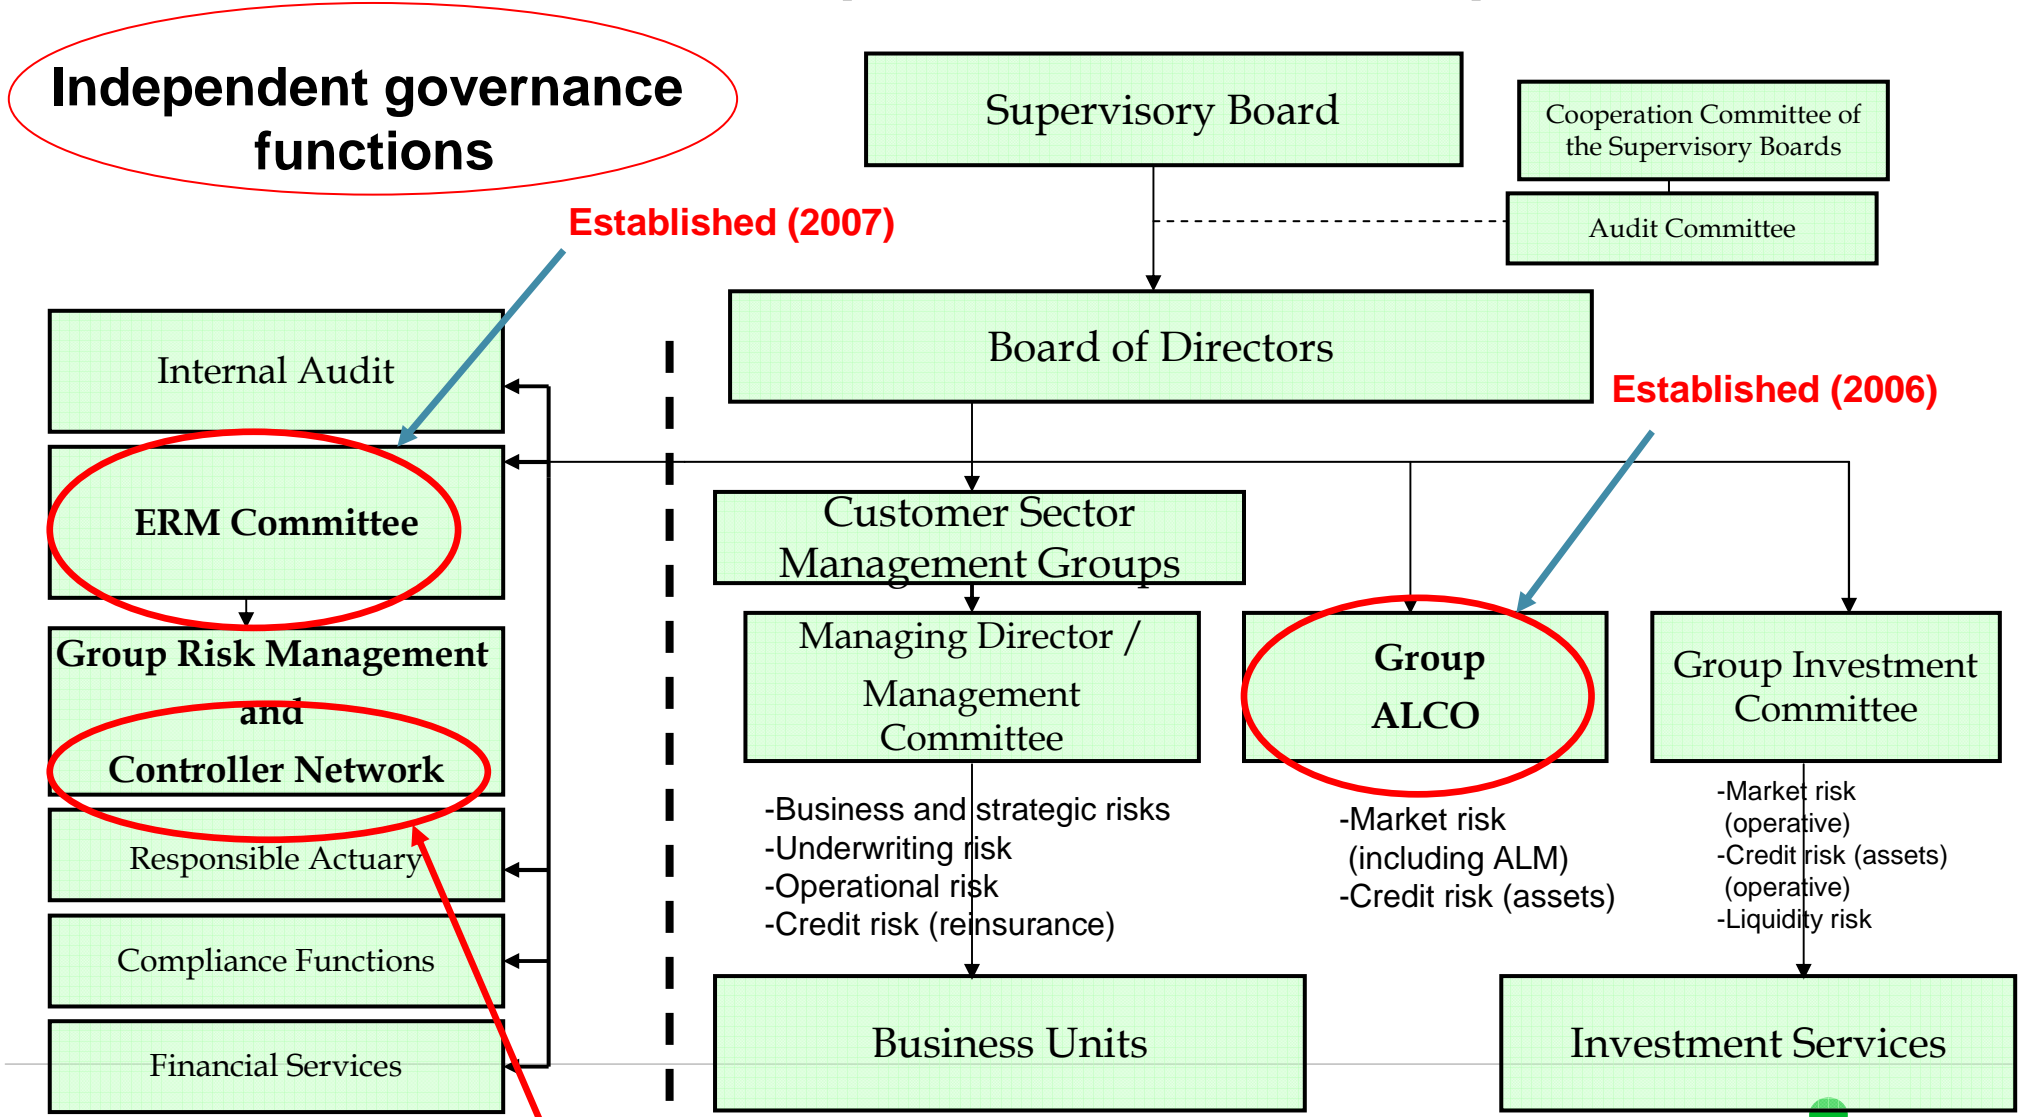 Independent governance
functions
Supervisory Board
Cooperation Committee of
the Supervisory Boards
Audit Committee
Established (2007)
Board of Directors
Established (2006)
Internal Audit
ERM Committee
Group Risk Management
and
Controller Network
Responsible Actuary
Compliance Functions
Financial Services
Customer Sector
Management Groups
Managing Director /
Management
Committee
-Business and strategic risks
-Underwriting risk
-Operational risk
-Credit risk (reinsurance)
Business Units
Group
ALCO
-Market risk
(including ALM)
-Credit risk (assets)
Group Investment
Committee
-Market risk
(operative)
-Credit risk (assets)
(operative)
-Liquidity risk
Investment Services